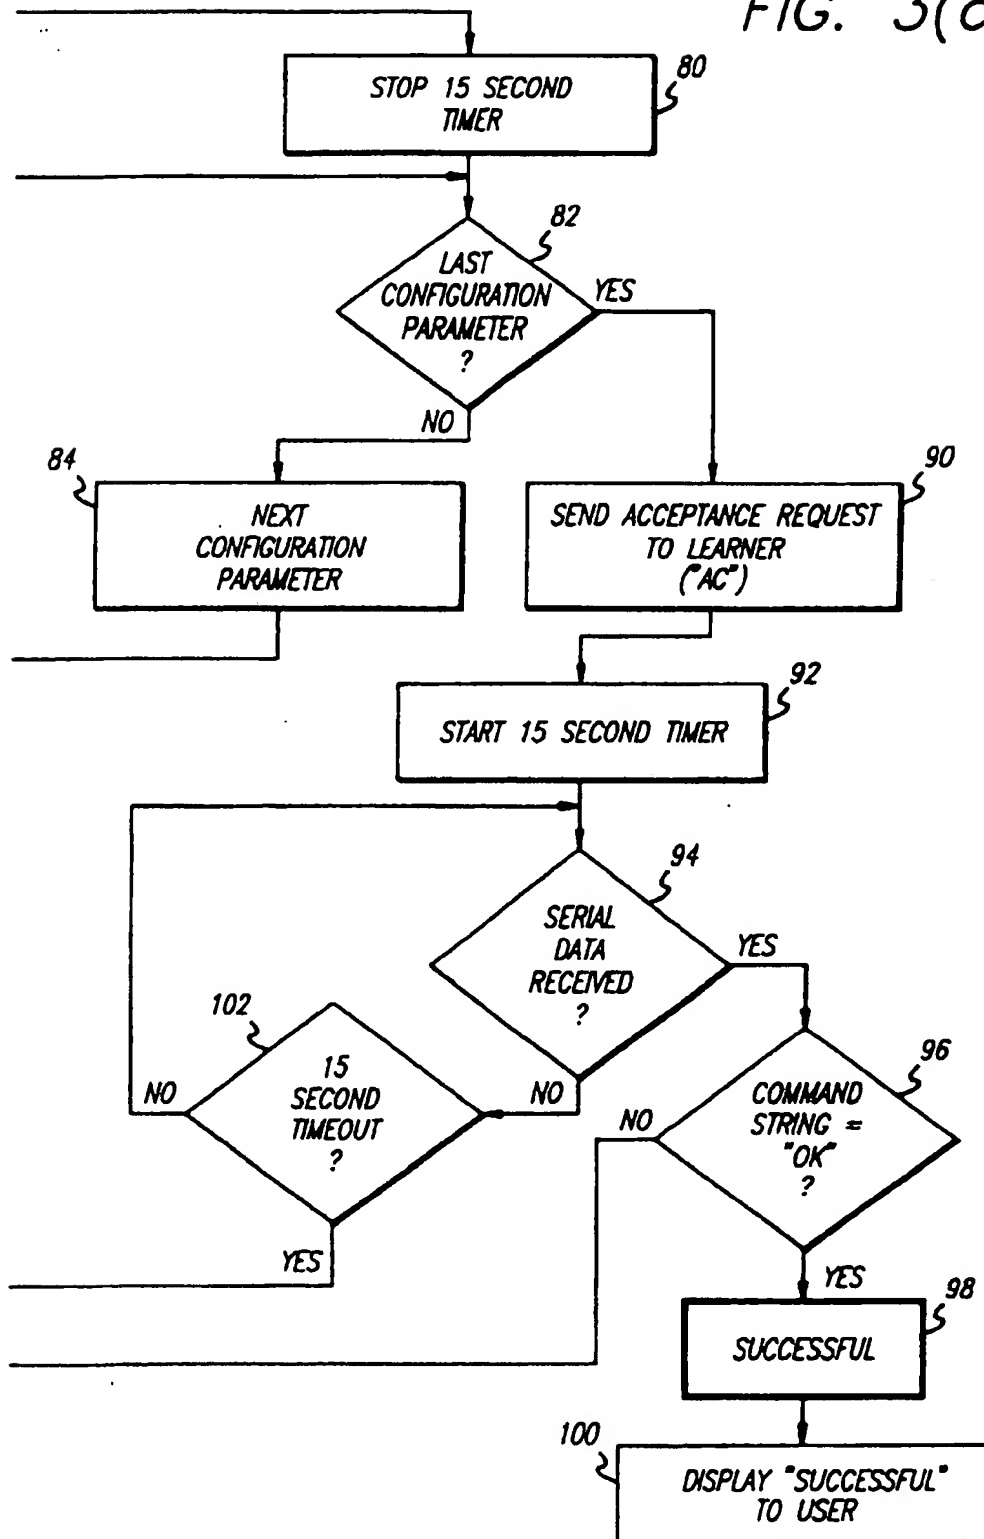 FIG. 3(
80
STOP 15 SECOND
TIMER
82
LAST
CONFIGURATION
PARAMETER
?
YES
NO
84
NEXT
CONFIGURATION
PARAMETER
90
SEND ACCEPTANCE REQUEST
TO LEARNER
("AC")
92
START 15 SECOND TIMER
94
SERIAL
DATA
RECEIVED
?
YES
NO
102
15
SECOND
TIMEOUT
?
NO
YES
96
COMMAND
STRING =
"OK"
?
NO
YES
98
SUCCESSFUL
100
DISPLAY "SUCCESSFUL"
TO USER